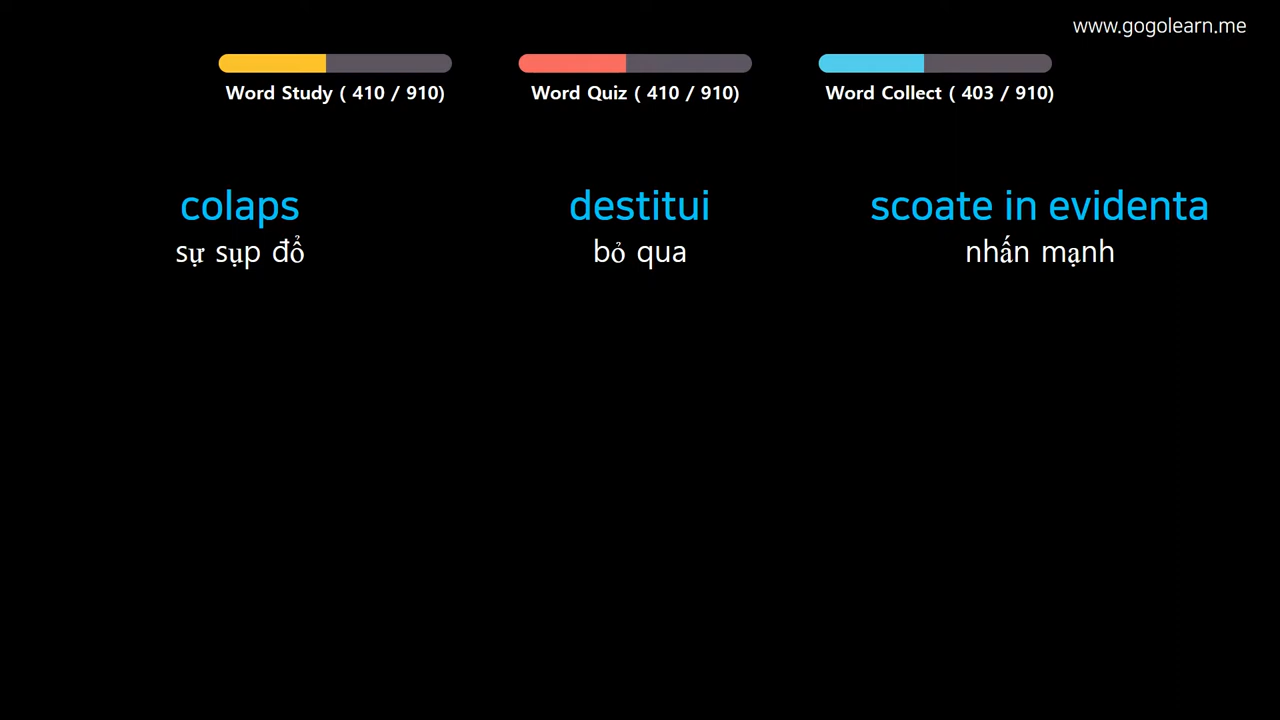 www.gogolearn.me
Word Study ( 410 / 910)
Word Quiz ( 410 / 910)
Word Collect ( 403 / 910)
colaps
sự sụp đổ
destitui
bỏ qua
scoate in evidenta
nhấn mạnh